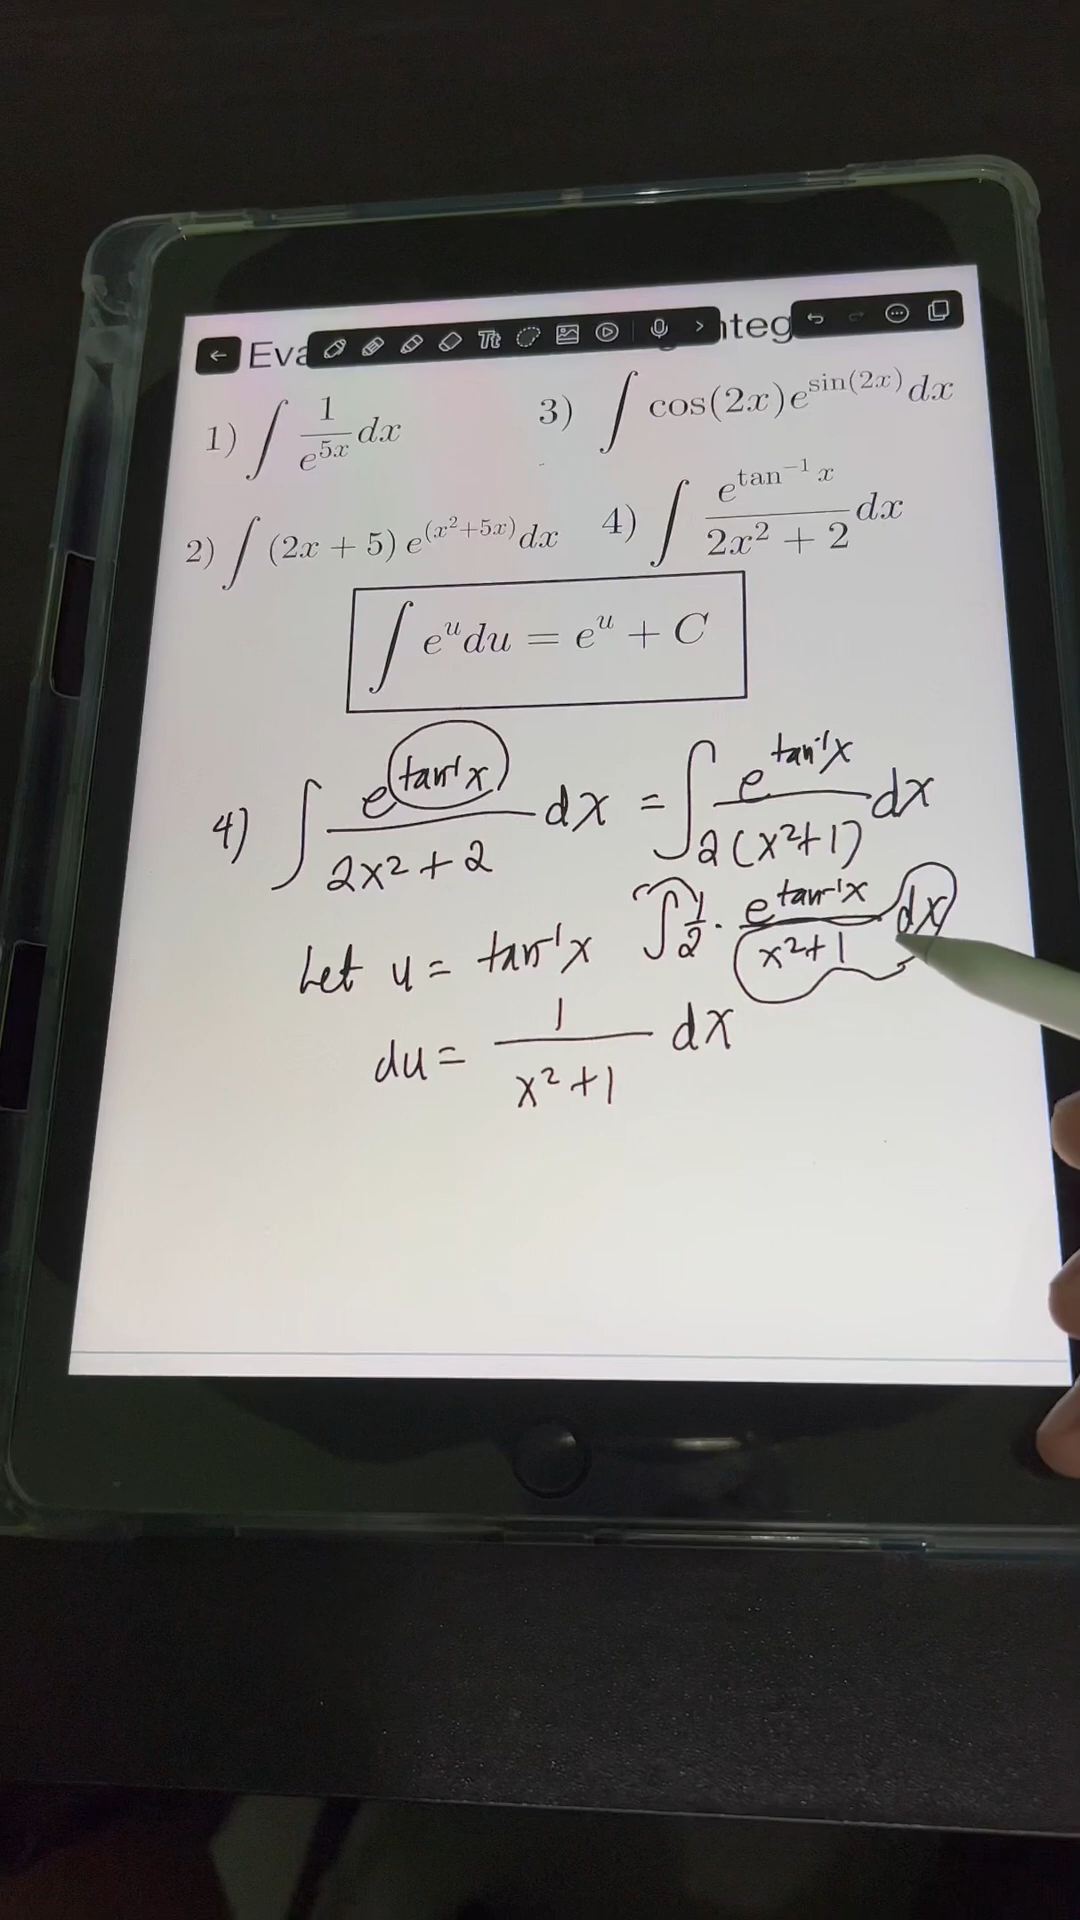 Eva
nteg
1) ∫ 1/e^{5x} dx
3) ∫ cos(2x)e^{sin(2x)} dx
2) ∫ (2x + 5) e^{(x²+5x)} dx
4) ∫ e^{tan⁻¹ x}/(2x² + 2) dx
∫ e^u du = e^u + C
4) ∫ e^{tan⁻¹x}/(2x² + 2) dx = ∫ e^{tan⁻¹x}/(2(x²+1)) dx
∫ 1/2 · e^{tan⁻¹x}/(x²+1) dx
Let u = tan⁻¹x
du = 1/(x²+1) dx